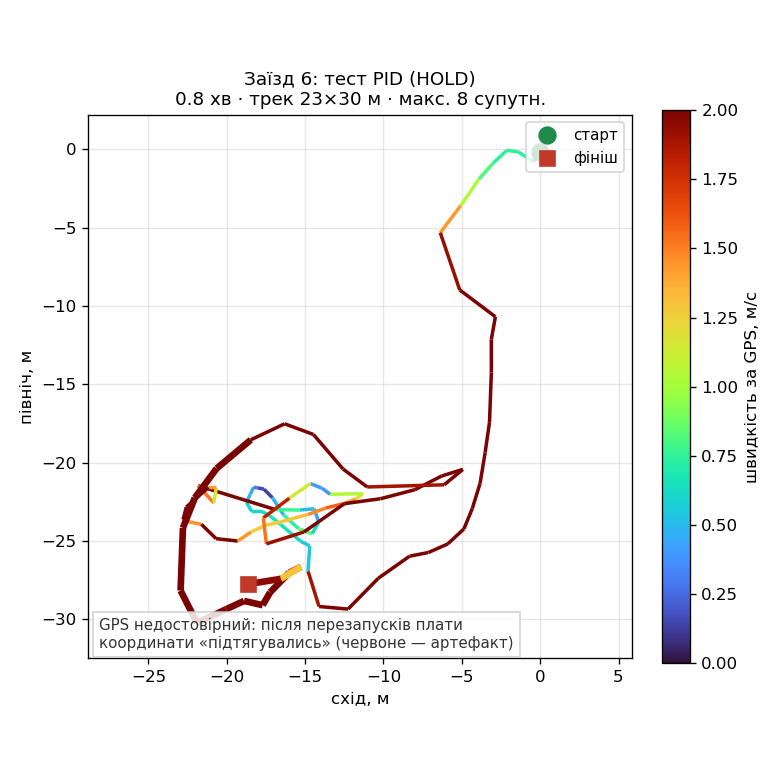 Заїзд 6: тест PID (HOLD)
0.8 хв · трек 23×30 м · макс. 8 супутн.
старт
фініш
0
−5
−10
−15
−20
−25
−30
північ, м
GPS недостовірний: після перезапусків плати
координати «підтягувались» (червоне — артефакт)
−25
−20
−15
−10
−5
0
5
схід, м
2.00
1.75
1.50
1.25
1.00
0.75
0.50
0.25
0.00
швидкість за GPS, м/с